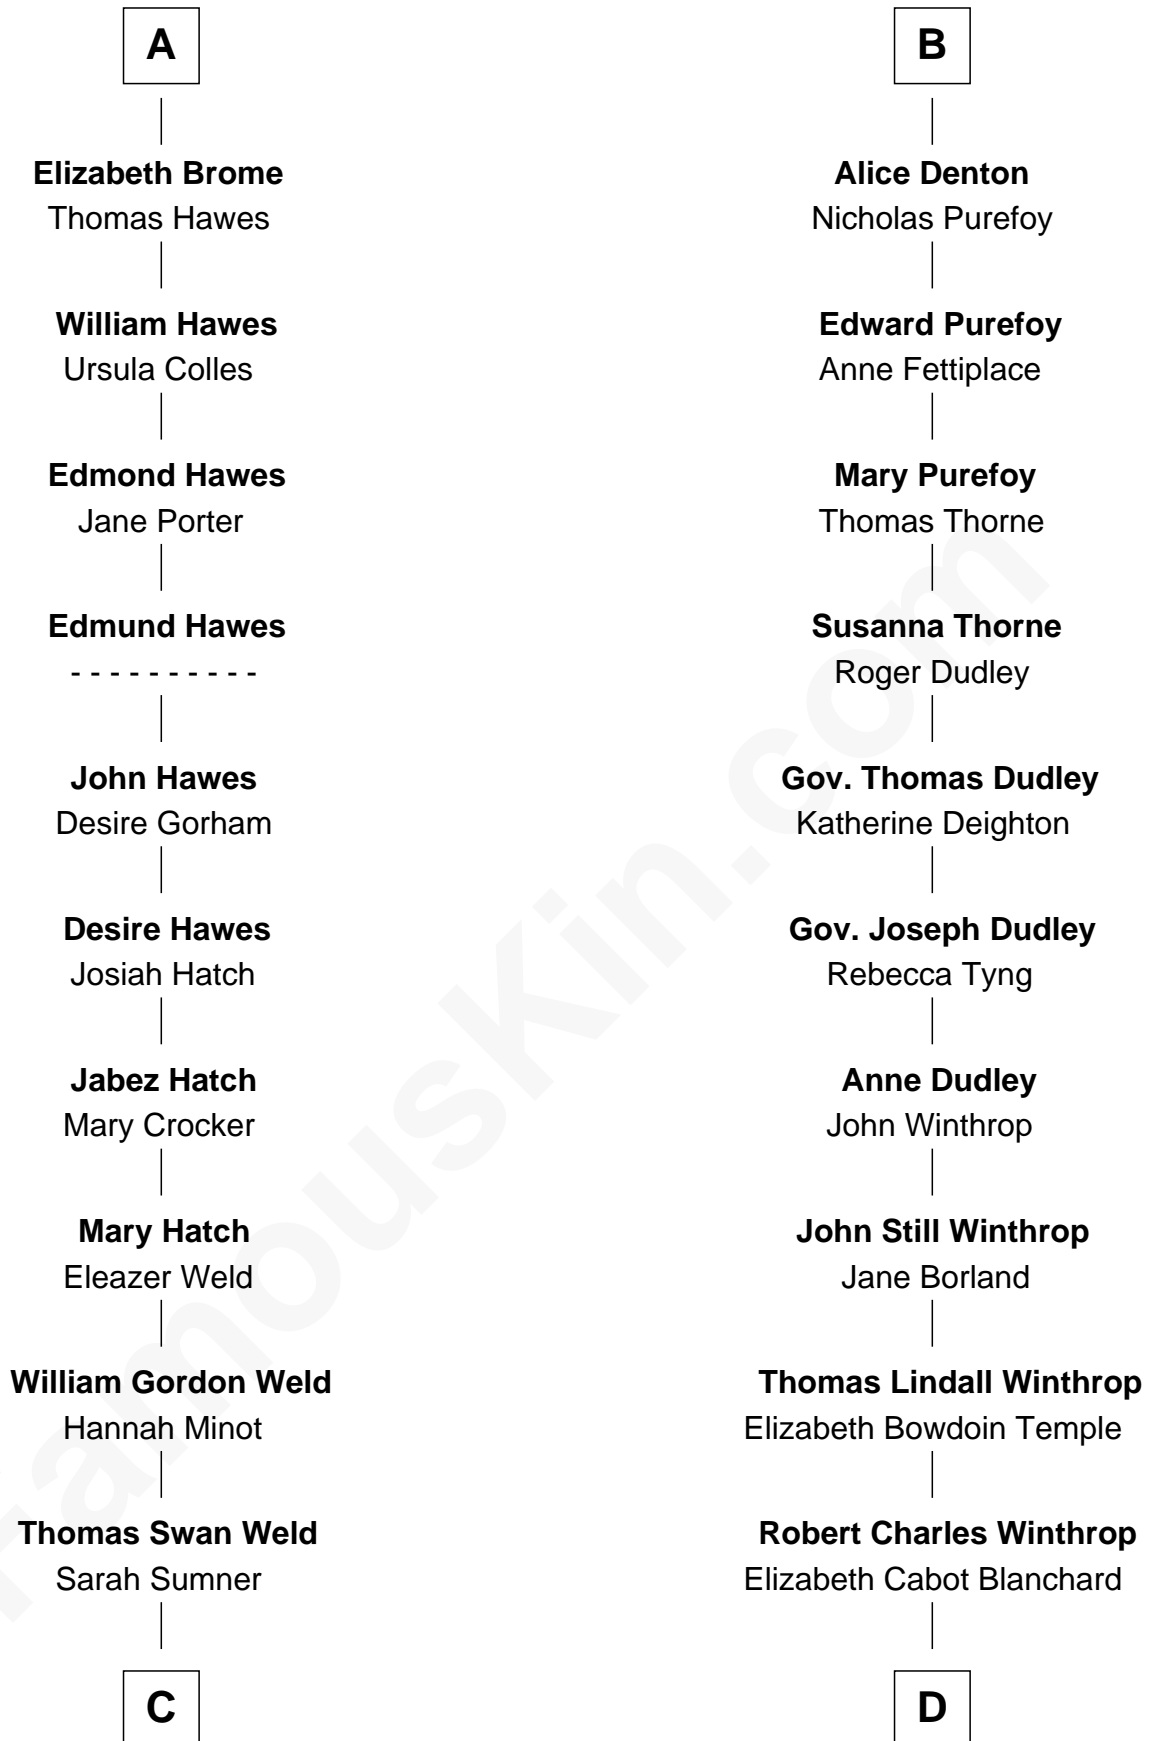 A
Elizabeth Brome
Thomas Hawes
William Hawes
Ursula Colles
Edmond Hawes
Jane Porter
Edmund Hawes
- - - - - - - - - -
John Hawes
Desire Gorham
Desire Hawes
Josiah Hatch
Jabez Hatch
Mary Crocker
Mary Hatch
Eleazer Weld
William Gordon Weld
Hannah Minot
Thomas Swan Weld
Sarah Sumner
C
B
Alice Denton
Nicholas Purefoy
Edward Purefoy
Anne Fettiplace
Mary Purefoy
Thomas Thorne
Susanna Thorne
Roger Dudley
Gov. Thomas Dudley
Katherine Deighton
Gov. Joseph Dudley
Rebecca Tyng
Anne Dudley
John Winthrop
John Still Winthrop
Jane Borland
Thomas Lindall Winthrop
Elizabeth Bowdoin Temple
Robert Charles Winthrop
Elizabeth Cabot Blanchard
D
FamousKin.com